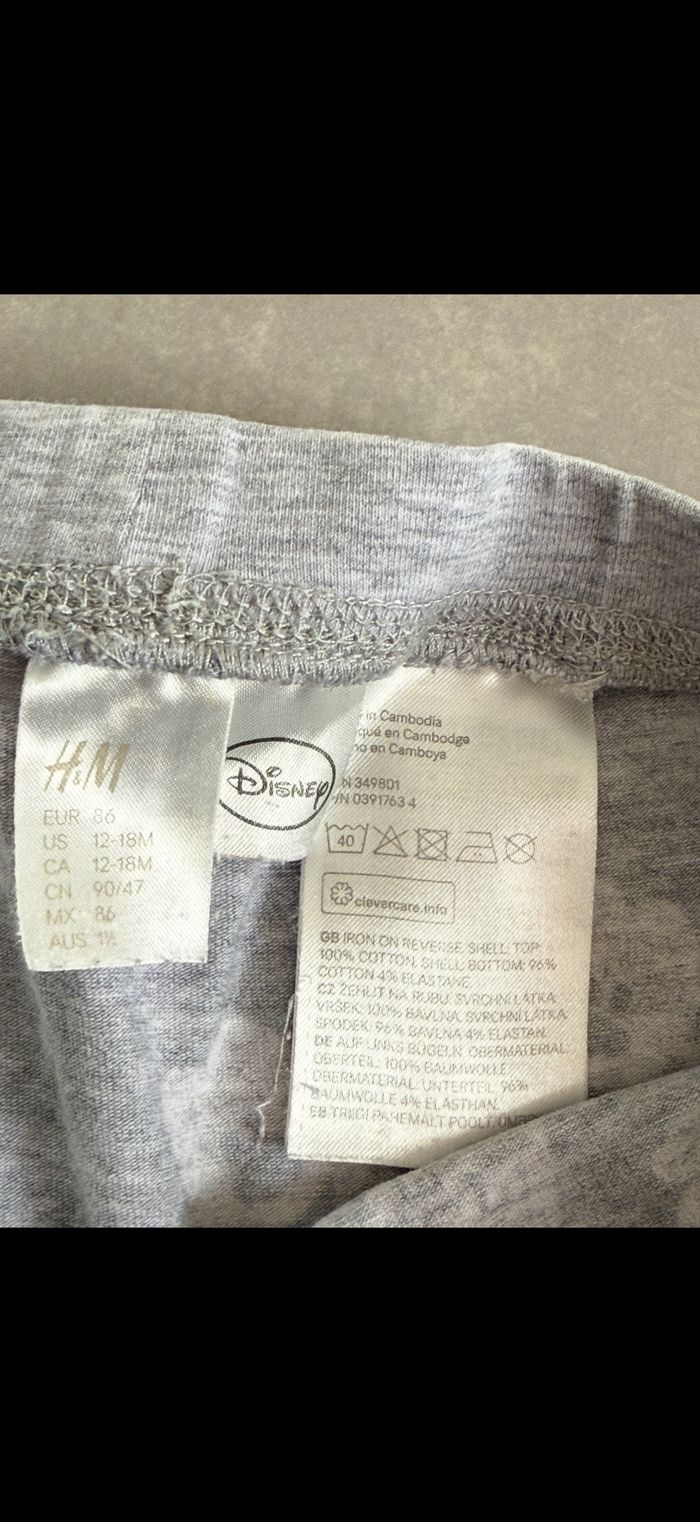 H&M
EUR 86
US 12-18M
CA 12-18M
CN 90/47
MX 86
AUS 1½
DISNEY
in Cambodia
qué en Cambodge
no en Camboya
N 349801
/N 0391763 4
40
clevercare.info
GB IRON ON REVERSE. SHELL: TOP:
100% COTTON. SHELL: BOTTOM: 96%
COTTON 4% ELASTANE
CZ ŽEHLIT NA RUBU. SVRCHNÍ LÁTKA:
VRŠEK: 100% BAVLNA. SVRCHNÍ LÁTKA:
SPODEK: 96% BAVLNA 4% ELASTAN.
DE AUF LINKS BÜGELN. OBERMATERIAL:
OBERTEIL: 100% BAUMWOLLE.
OBERMATERIAL: UNTERTEIL: 96%
BAUMWOLLE 4% ELASTHAN.
TRIIGI PAHEMALT POOLT.